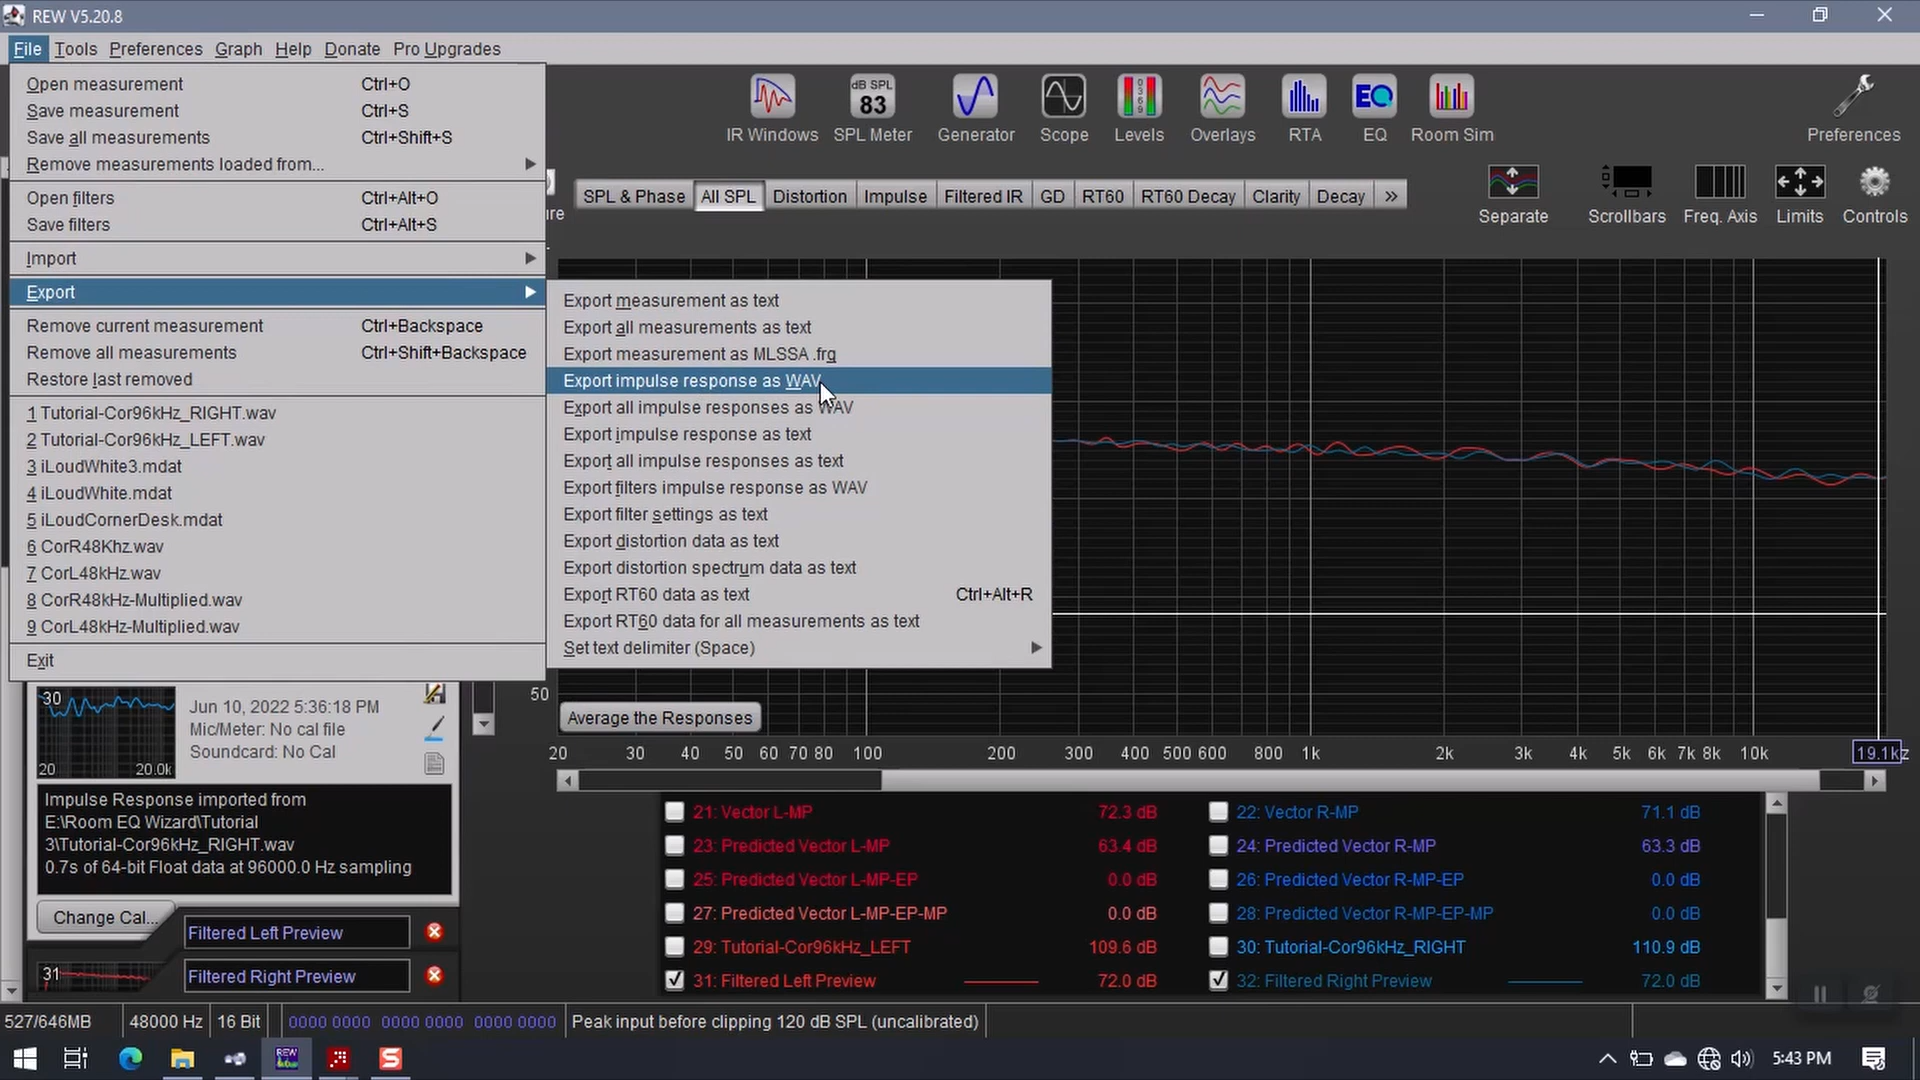 REW V5.20.8
File Tools Preferences Graph Help Donate Pro Upgrades
Open measurement Ctrl+O
Save measurement Ctrl+S
Save all measurements Ctrl+Shift+S
Remove measurements loaded from...
Open filters Ctrl+Alt+O
Save filters Ctrl+Alt+S
Import
Export
Remove current measurement Ctrl+Backspace
Remove all measurements Ctrl+Shift+Backspace
Restore last removed
1 Tutorial-Cor96kHz_RIGHT.wav
2 Tutorial-Cor96kHz_LEFT.wav
3 iLoudWhite3.mdat
4 iLoudWhite.mdat
5 iLoudCornerDesk.mdat
6 CorR48Khz.wav
7 CorL48kHz.wav
8 CorR48kHz-Multiplied.wav
9 CorL48kHz-Multiplied.wav
Exit
Export measurement as text
Export all measurements as text
Export measurement as MLSSA .frq
Export impulse response as WAV
Export all impulse responses as WAV
Export impulse response as text
Export all impulse responses as text
Export filters impulse response as WAV
Export filter settings as text
Export distortion data as text
Export distortion spectrum data as text
Export RT60 data as text Ctrl+Alt+R
Export RT60 data for all measurements as text
Set text delimiter (Space)
dB SPL
83
0369
EQ
IR Windows SPL Meter Generator Scope Levels Overlays RTA EQ Room Sim Preferences
ure
SPL & Phase All SPL Distortion Impulse Filtered IR GD RT60 RT60 Decay Clarity Decay »
Separate Scrollbars Freq. Axis Limits Controls
50
Average the Responses
20 30 40 50 60 70 80 100 200 300 400 500 600 800 1k 2k 3k 4k 5k 6k 7k 8k 10k 19.1kz
30
20 20.0k
Jun 10, 2022 5:36:18 PM
Mic/Meter: No cal file
Soundcard: No Cal
Impulse Response imported from
E:\Room EQ Wizard\Tutorial
3\Tutorial-Cor96kHz_RIGHT.wav
0.7s of 64-bit Float data at 96000.0 Hz sampling
Change Cal...
Filtered Left Preview
31
Filtered Right Preview
21: Vector L-MP 72.3 dB 22: Vector R-MP 71.1 dB
23: Predicted Vector L-MP 63.4 dB 24: Predicted Vector R-MP 63.3 dB
25: Predicted Vector L-MP-EP 0.0 dB 26: Predicted Vector R-MP-EP 0.0 dB
27: Predicted Vector L-MP-EP-MP 0.0 dB 28: Predicted Vector R-MP-EP-MP 0.0 dB
29: Tutorial-Cor96kHz_LEFT 109.6 dB 30: Tutorial-Cor96kHz_RIGHT 110.9 dB
31: Filtered Left Preview 72.0 dB 32: Filtered Right Preview 72.0 dB
527/646MB 48000 Hz 16 Bit 0000 0000 0000 0000 0000 0000 Peak input before clipping 120 dB SPL (uncalibrated)
REW
S
5:43 PM